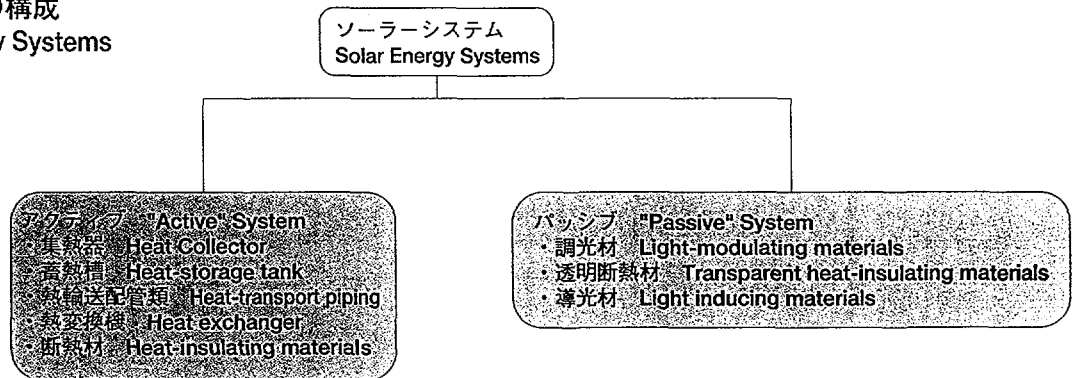 構成
Systems
ソーラーシステム
Solar Energy Systems
アクティブ "Active" System
・集熱器 Heat Collector
・蓄熱槽 Heat-storage tank
・熱輸送配管類 Heat-transport piping
・熱変換機 Heat exchanger
・断熱材 Heat-insulating materials
パッシブ "Passive" System
・調光材 Light-modulating materials
・透明断熱材 Transparent heat-insulating materials
・導光材 Light inducing materials